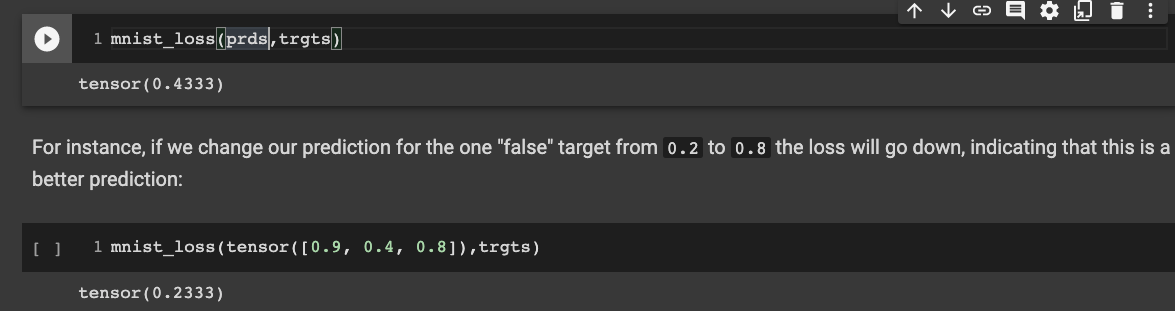 1 mnist_loss(prds,trgts)
tensor(0.4333)
For instance, if we change our prediction for the one "false" target from 0.2 to 0.8 the loss will go down, indicating that this is a
better prediction:
[ ] 1 mnist_loss(tensor([0.9, 0.4, 0.8]),trgts)
tensor(0.2333)